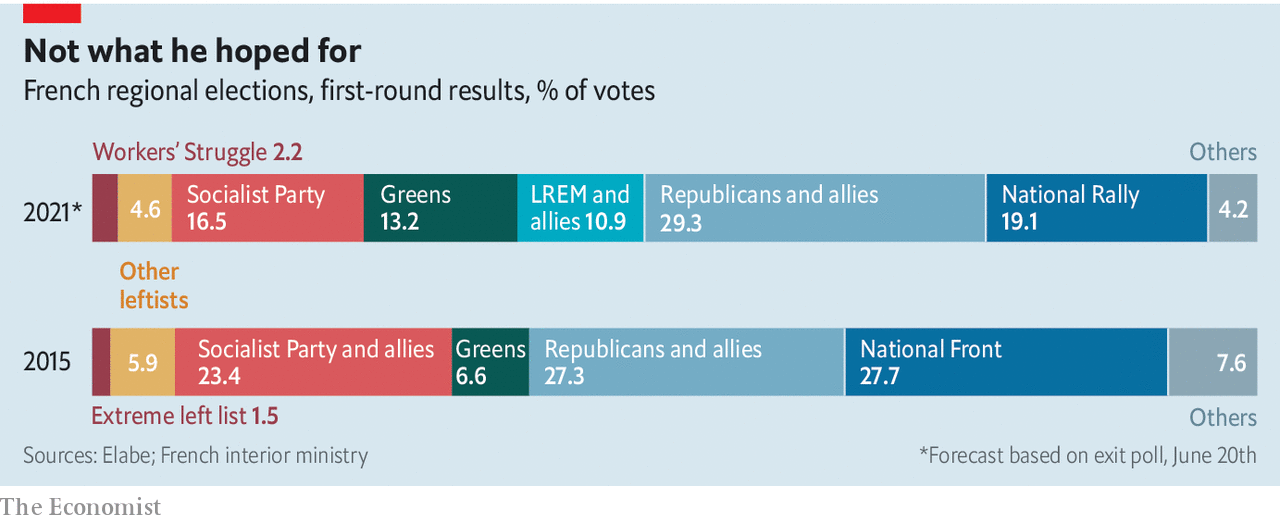 Not what he hoped for
French regional elections, first-round results, % of votes
Workers’ Struggle 2.2
Others
2021*
4.6
Socialist Party
16.5
Greens
13.2
LREM and
allies 10.9
Republicans and allies
29.3
National Rally
19.1
4.2
Other
leftists
2015
5.9
Socialist Party and allies
23.4
Greens
6.6
Republicans and allies
27.3
National Front
27.7
7.6
Extreme left list 1.5
Others
Sources: Elabe; French interior ministry
*Forecast based on exit poll, June 20th
The Economist